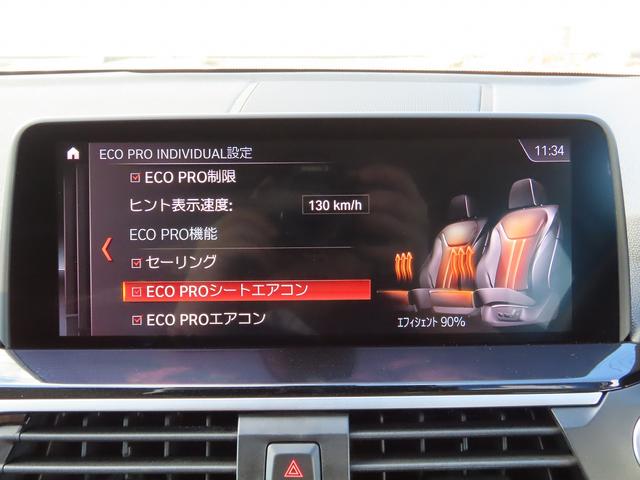 ECO PRO INDIVIDUAL設定
11:34
ECO PRO制限
ヒント表示速度: 130 km/h
ECO PRO機能
セーリング
ECO PROシートエアコン
ECO PROエアコン
エフィシェント 90%